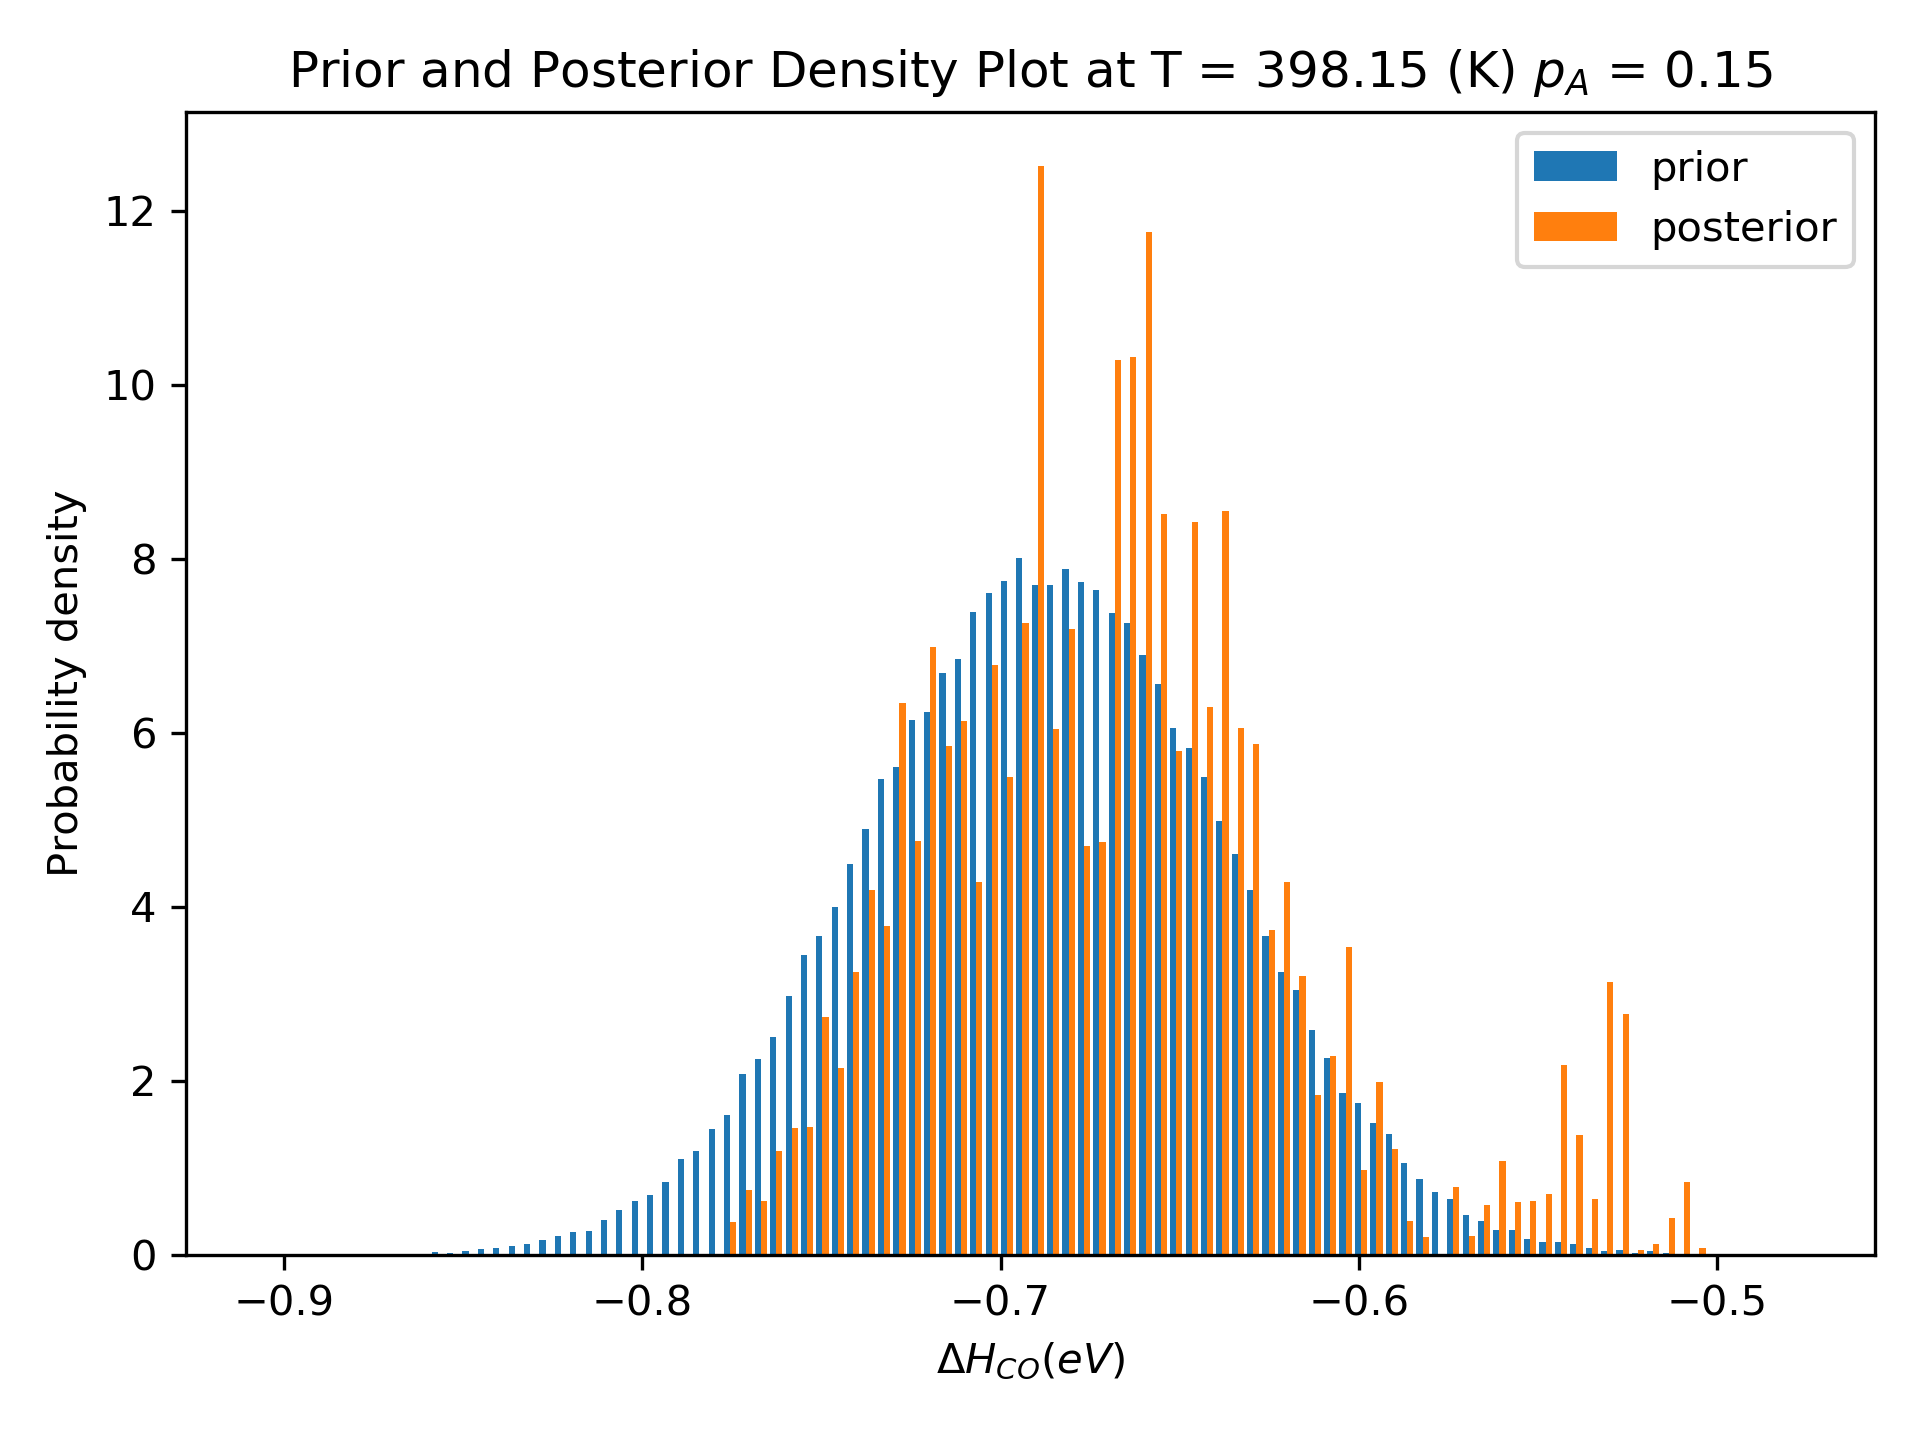 Prior and Posterior Density Plot at T = 398.15 (K) p_A = 0.15
prior
posterior
Probability density
12
10
8
6
4
2
0
−0.9 −0.8 −0.7 −0.6 −0.5
ΔH_CO(eV)